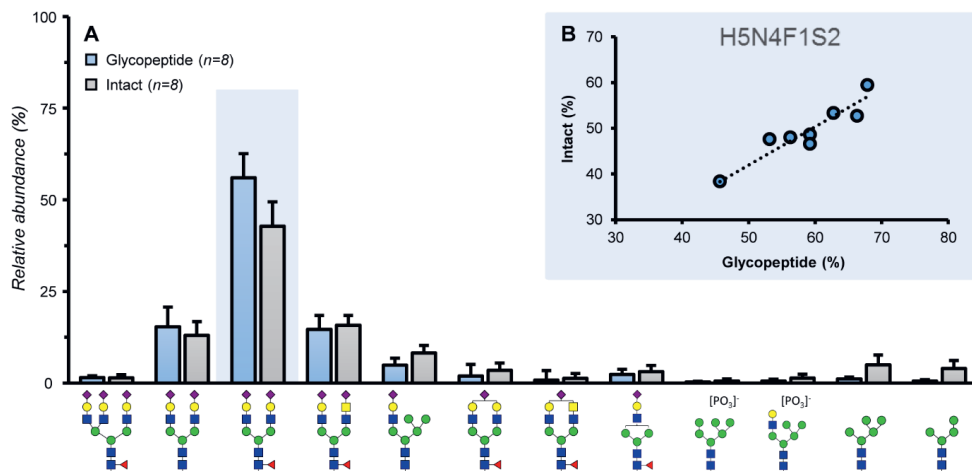 A
Glycopeptide (n=8)
Intact (n=8)
Relative abundance (%)
100
75
50
25
0
B
H5N4F1S2
Intact (%)
70
60
50
40
30
30
40
50
60
70
80
Glycopeptide (%)
[PO₃]⁻
[PO₃]⁻